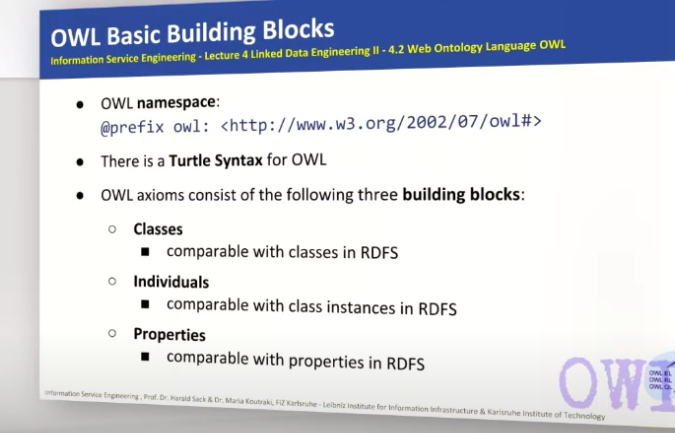 OWL Basic Building Blocks
Information Service Engineering - Lecture 4 Linked Data Engineering II - 4.2 Web Ontology Language OWL
● OWL namespace:
@prefix owl: <http://www.w3.org/2002/07/owl#>
● There is a Turtle Syntax for OWL
● OWL axioms consist of the following three building blocks:
○ Classes
■ comparable with classes in RDFS
○ Individuals
■ comparable with class instances in RDFS
○ Properties
■ comparable with properties in RDFS
OWL
OWL EL
OWL RL
OWL QL
Information Service Engineering , Prof. Dr. Harald Sack & Dr. Maria Koutraki, FIZ Karlsruhe - Leibniz Institute for Information Infrastructure & Karlsruhe Institute of Technology